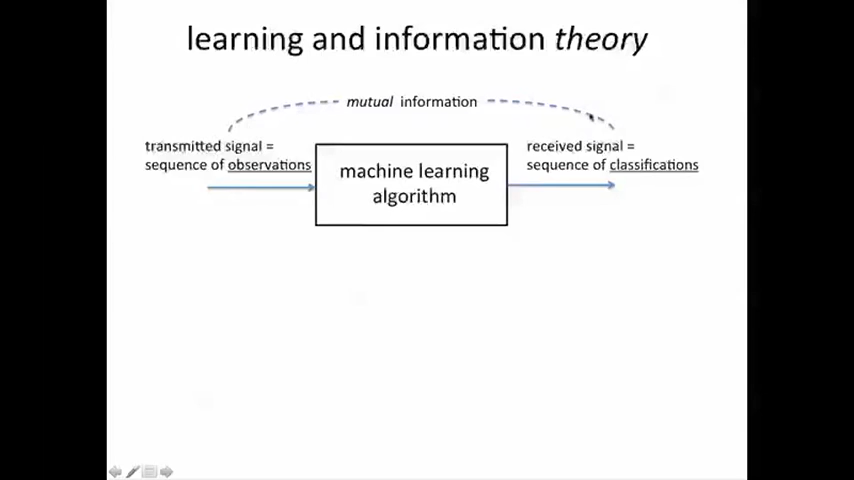 learning and information theory
mutual information
transmitted signal =
sequence of observations
machine learning
algorithm
received signal =
sequence of classifications